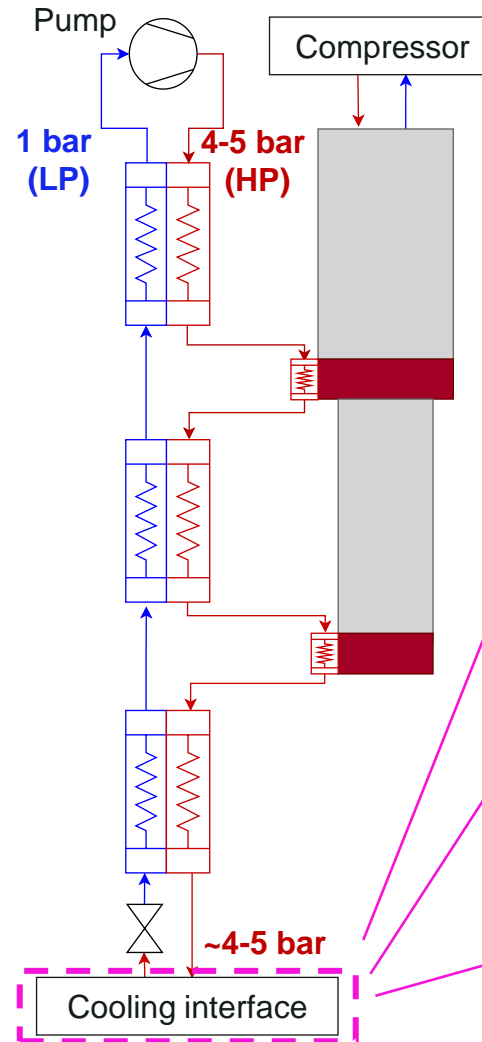 Pump
Compressor
1 bar
(LP)
4-5 bar
(HP)
~4-5 bar
Cooling interface